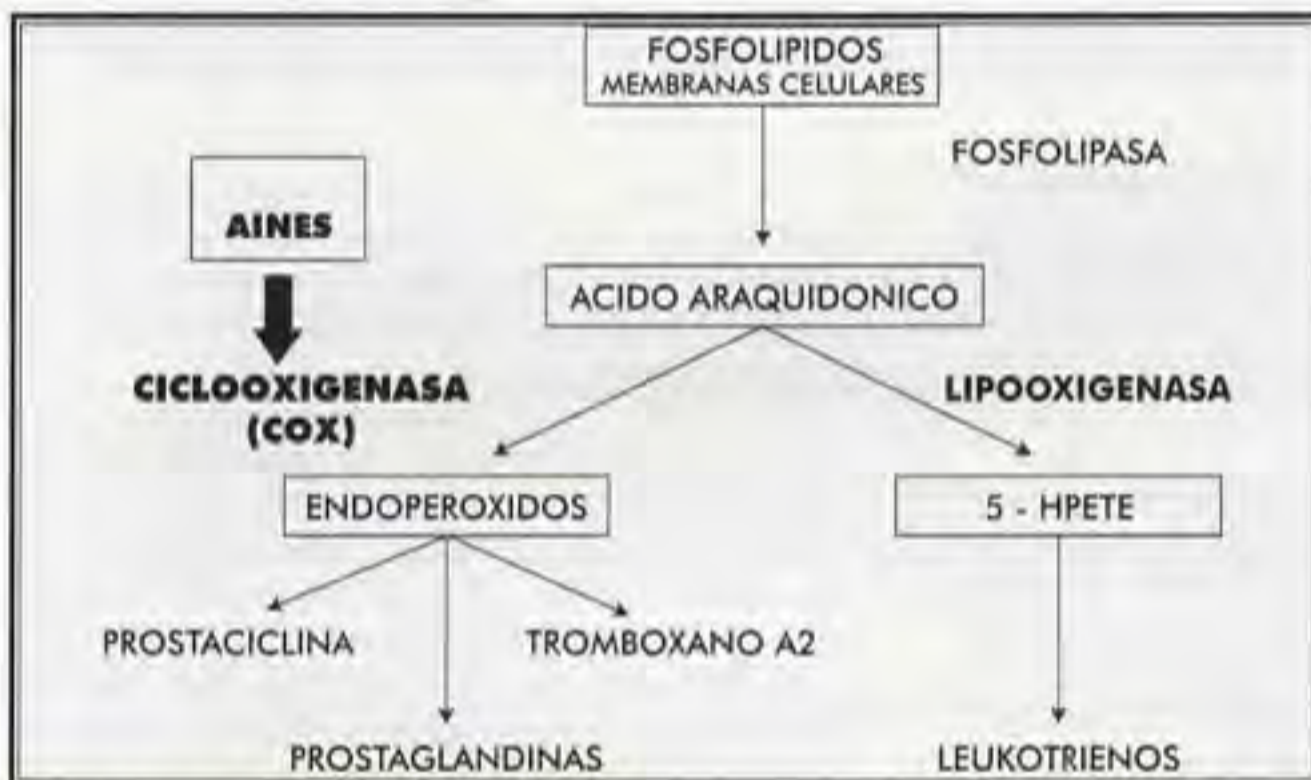 FOSFOLIPIDOS
MEMBRANAS CELULARES
FOSFOLIPASA
AINES
ACIDO ARAQUIDONICO
CICLOOXIGENASA
(COX)
LIPOOXIGENASA
ENDOPEROXIDOS
5 - HPETE
PROSTACICLINA
TROMBOXANO A2
PROSTAGLANDINAS
LEUKOTRIENOS